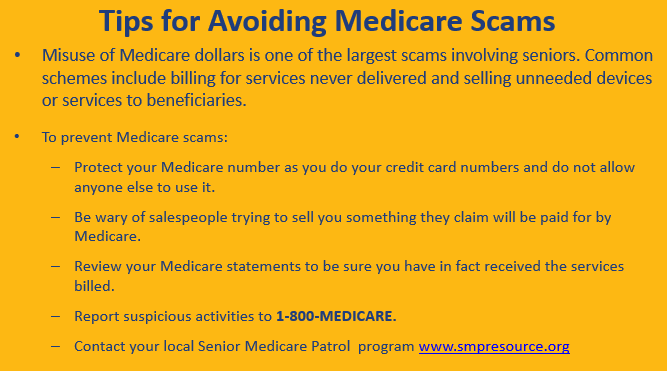 Tips for Avoiding Medicare Scams
• Misuse of Medicare dollars is one of the largest scams involving seniors. Common
schemes include billing for services never delivered and selling unneeded devices
or services to beneficiaries.
• To prevent Medicare scams:
– Protect your Medicare number as you do your credit card numbers and do not allow
anyone else to use it.
– Be wary of salespeople trying to sell you something they claim will be paid for by
Medicare.
– Review your Medicare statements to be sure you have in fact received the services
billed.
– Report suspicious activities to 1-800-MEDICARE.
– Contact your local Senior Medicare Patrol  program www.smpresource.org